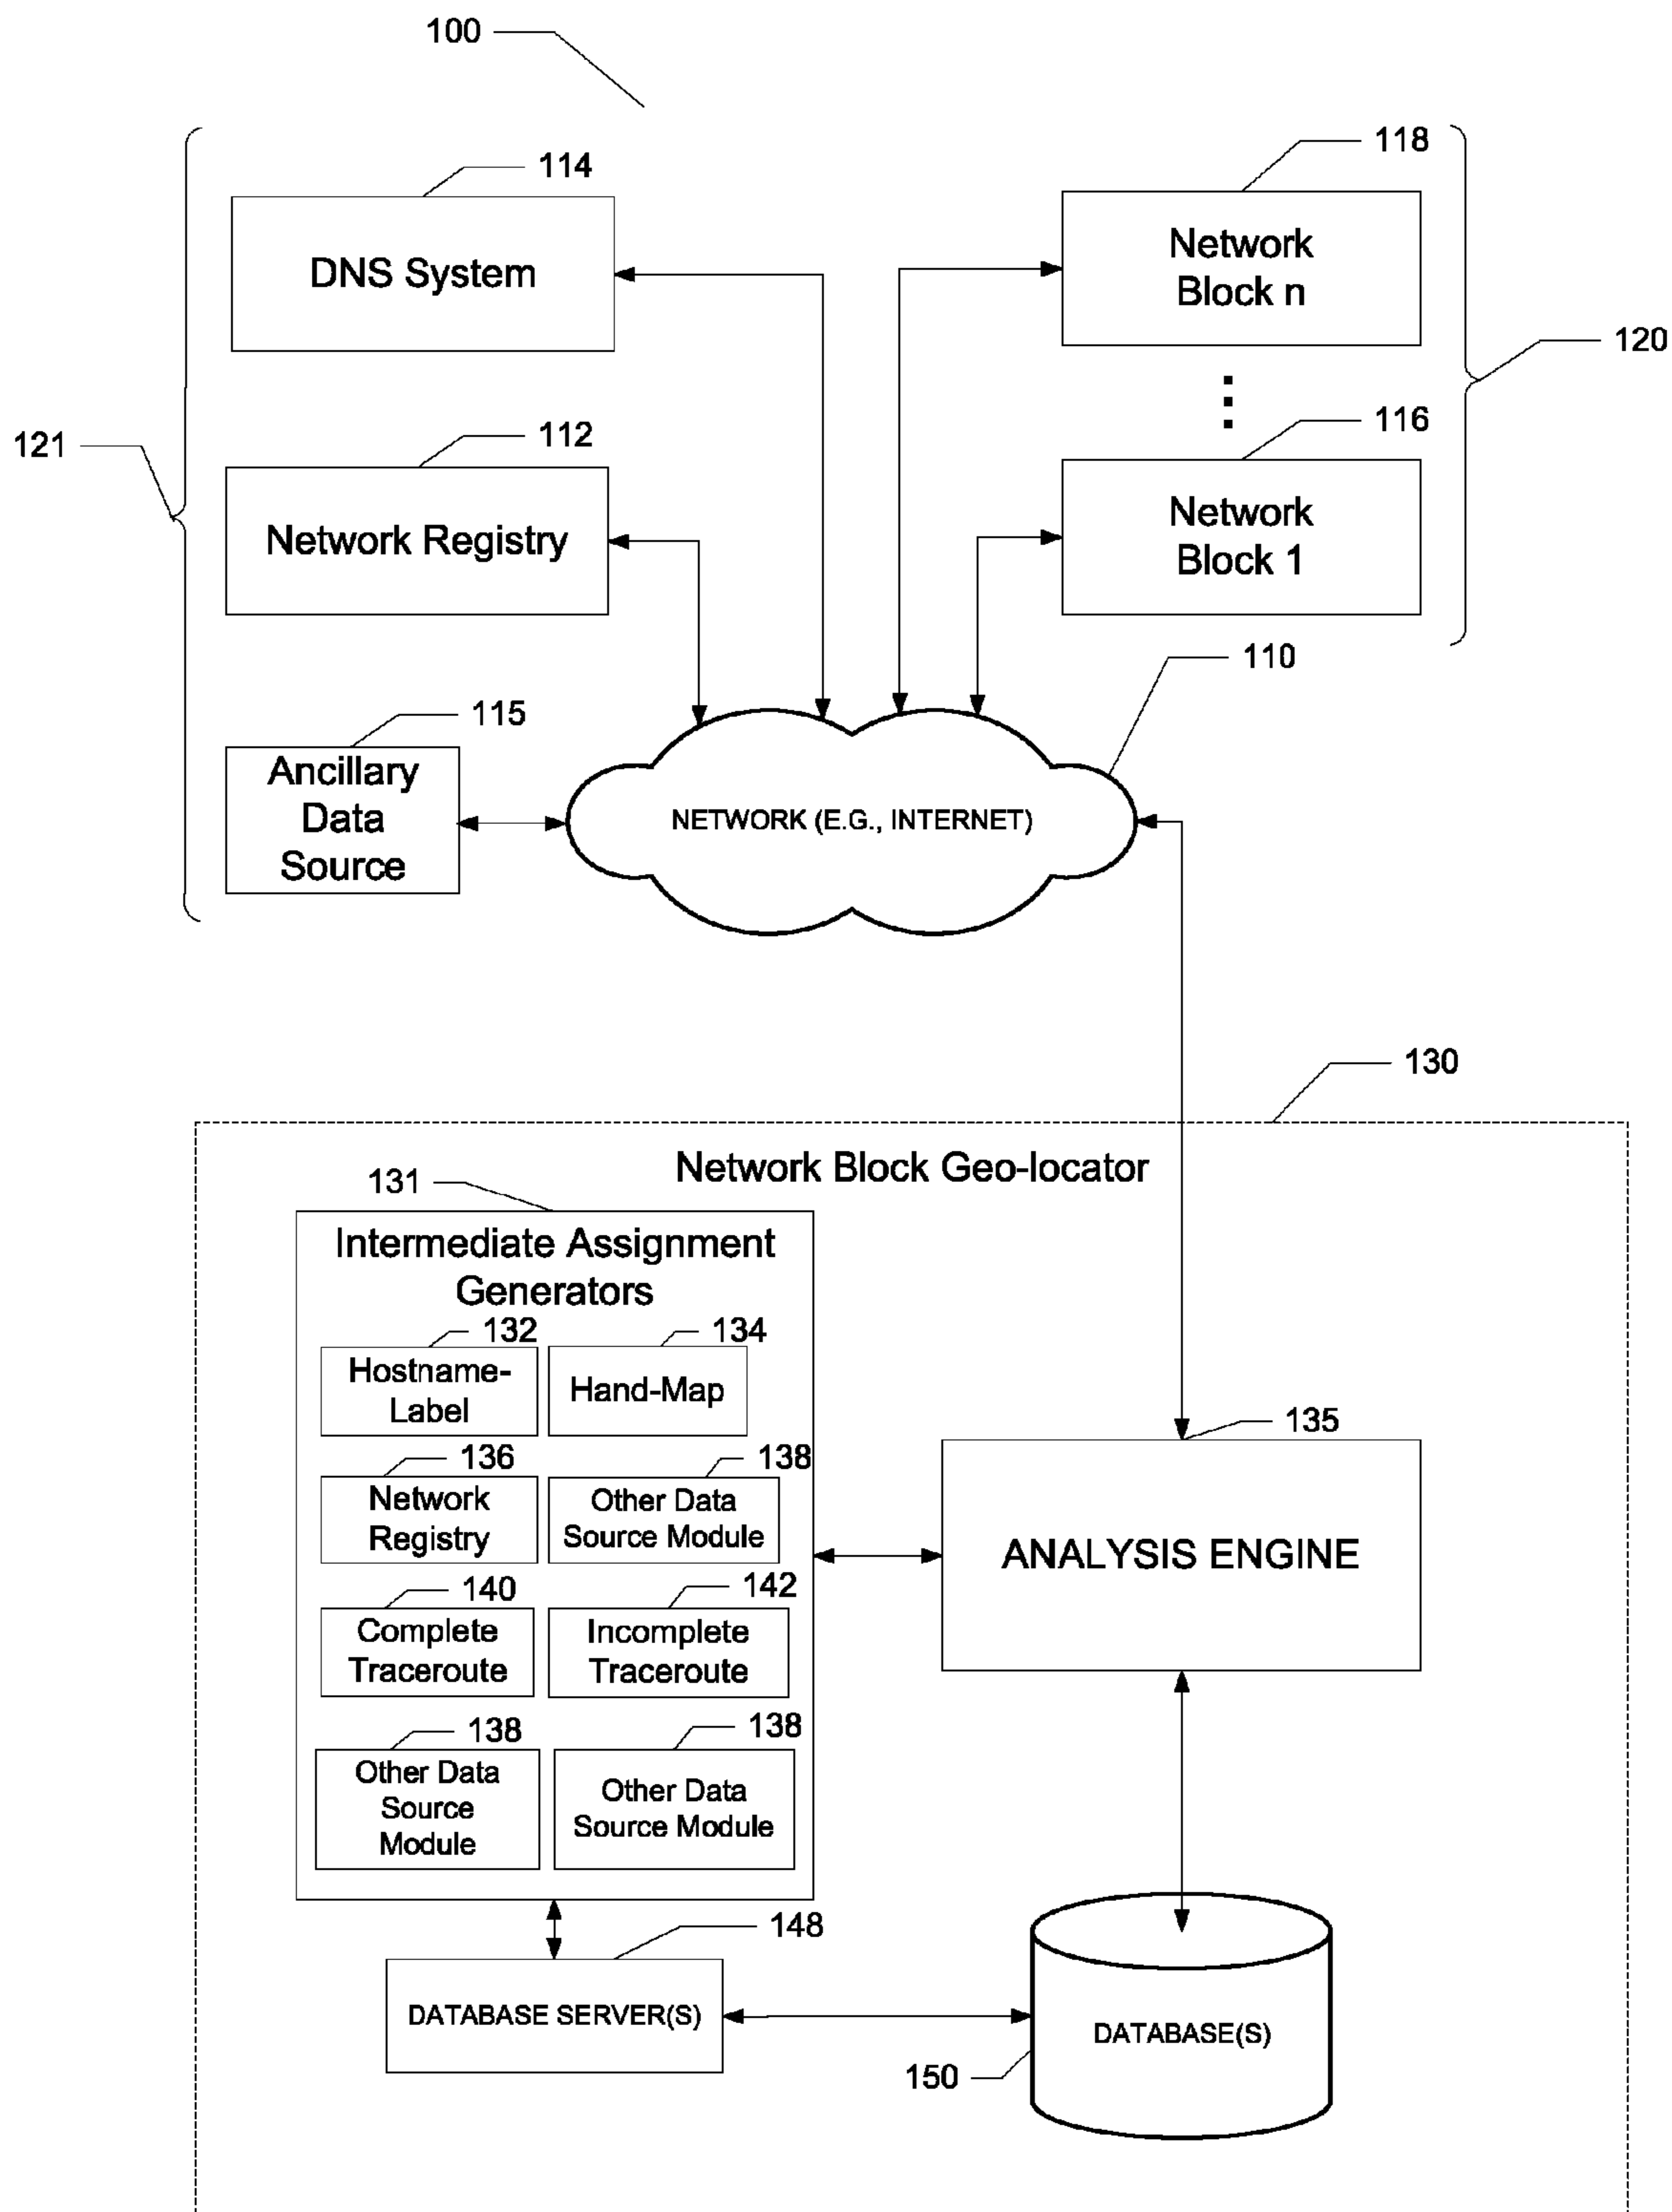 100
114
DNS System
118
Network
Block n
120
121
112
Network Registry
116
Network
Block 1
110
115
Ancillary
Data
Source
NETWORK (E.G., INTERNET)
130
Network Block Geo-locator
131
Intermediate Assignment
Generators
132
Hostname-
Label
134
Hand-Map
136
Network
Registry
138
Other Data
Source Module
140
Complete
Traceroute
142
Incomplete
Traceroute
138
Other Data
Source
Module
138
Other Data
Source Module
135
ANALYSIS ENGINE
148
DATABASE SERVER(S)
DATABASE(S)
150